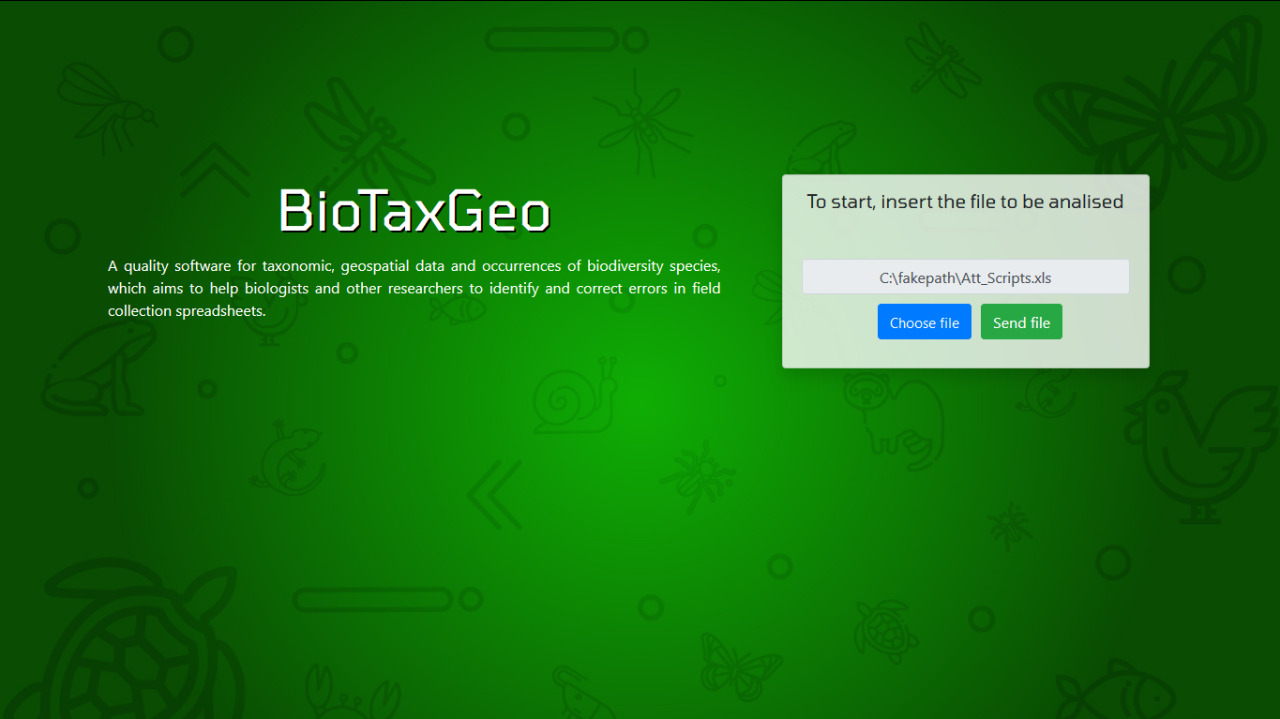 BioTaxGeo
A quality software for taxonomic, geospatial data and occurrences of biodiversity species,
which aims to help biologists and other researchers to identify and correct errors in field
collection spreadsheets.
To start, insert the file to be analised
C:\fakepath\Att_Scripts.xls
Choose file
Send file